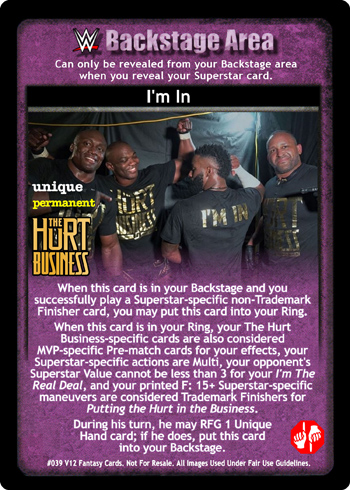 W
Backstage Area
Can only be revealed from your Backstage area
when you reveal your Superstar card.
I'm In
HURT
BUSINESS
I'M IN
unique
permanent
THE
HURT
BUSINESS
When this card is in your Backstage and you
successfully play a Superstar-specific non-Trademark
Finisher card, you may put this card into your Ring.
When this card is in your Ring, your The Hurt
Business-specific cards are also considered
MVP-specific Pre-match cards for your effects, your
Superstar-specific actions are Multi, your opponent's
Superstar Value cannot be less than 3 for your I'm The
Real Deal, and your printed F: 15+ Superstar-specific
maneuvers are considered Trademark Finishers for
Putting the Hurt in the Business.
During his turn, he may RFG 1 Unique
Hand card; if he does, put this card
into your Backstage.
#039 V12 Fantasy Cards. Not For Resale. All Images Used Under Fair Use Guidelines.